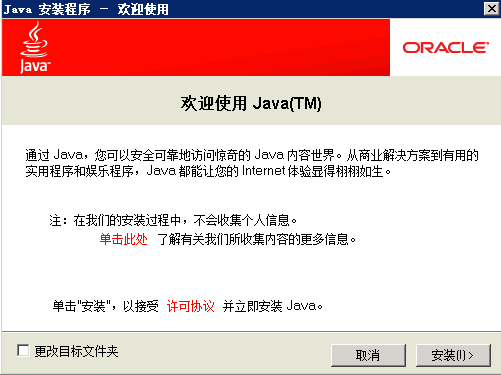 Java 安装程序 - 欢迎使用
Java
ORACLE
欢迎使用 Java(TM)
通过 Java，您可以安全可靠地访问惊奇的 Java 内容世界。从商业解决方案到有用的
实用程序和娱乐程序，Java 都能让您的 Internet 体验显得栩栩如生。
注：在我们的安装过程中，不会收集个人信息。
单击此处 了解有关我们所收集内容的更多信息。
单击"安装"，以接受 许可协议 并立即安装 Java。
更改目标文件夹
取消
安装(I)>